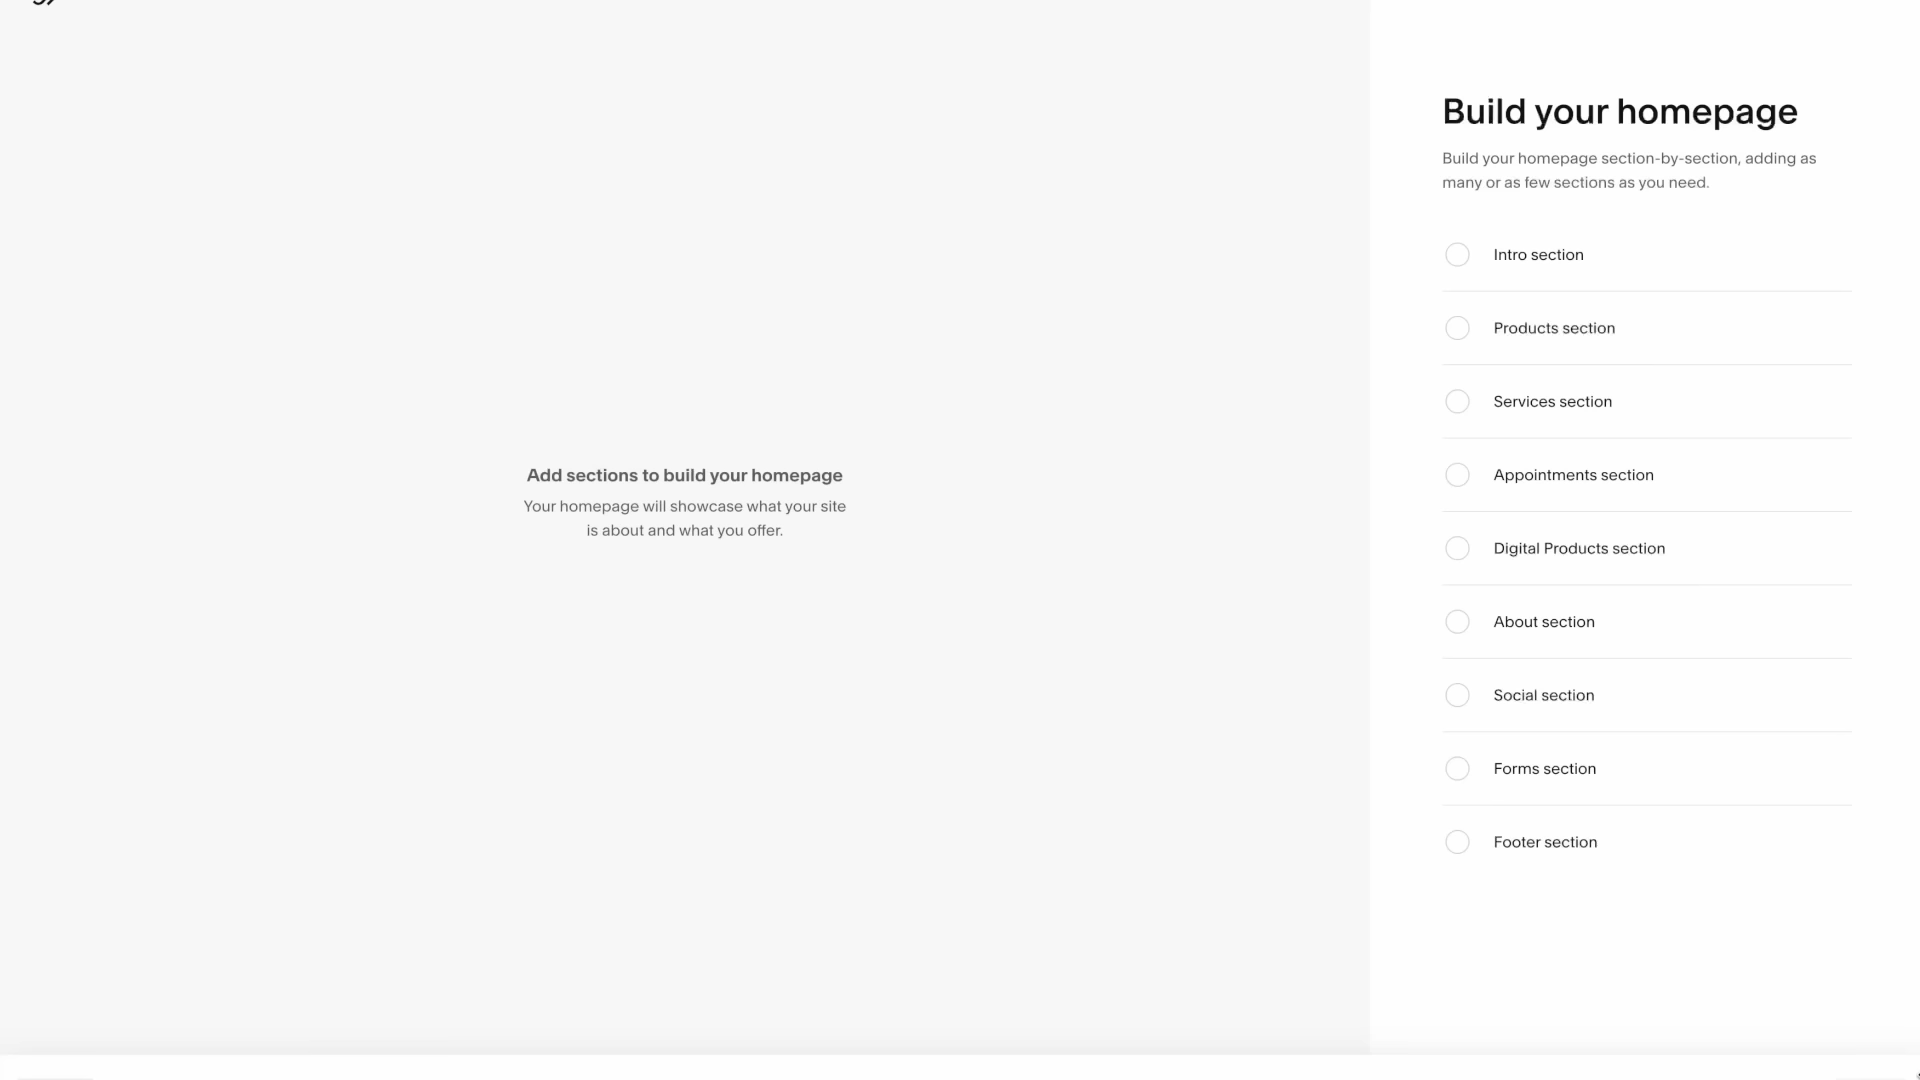 Build your homepage
Build your homepage section-by-section, adding as
many or as few sections as you need.
Intro section
Products section
Services section
Appointments section
Digital Products section
About section
Social section
Forms section
Footer section
Add sections to build your homepage
Your homepage will showcase what your site
is about and what you offer.